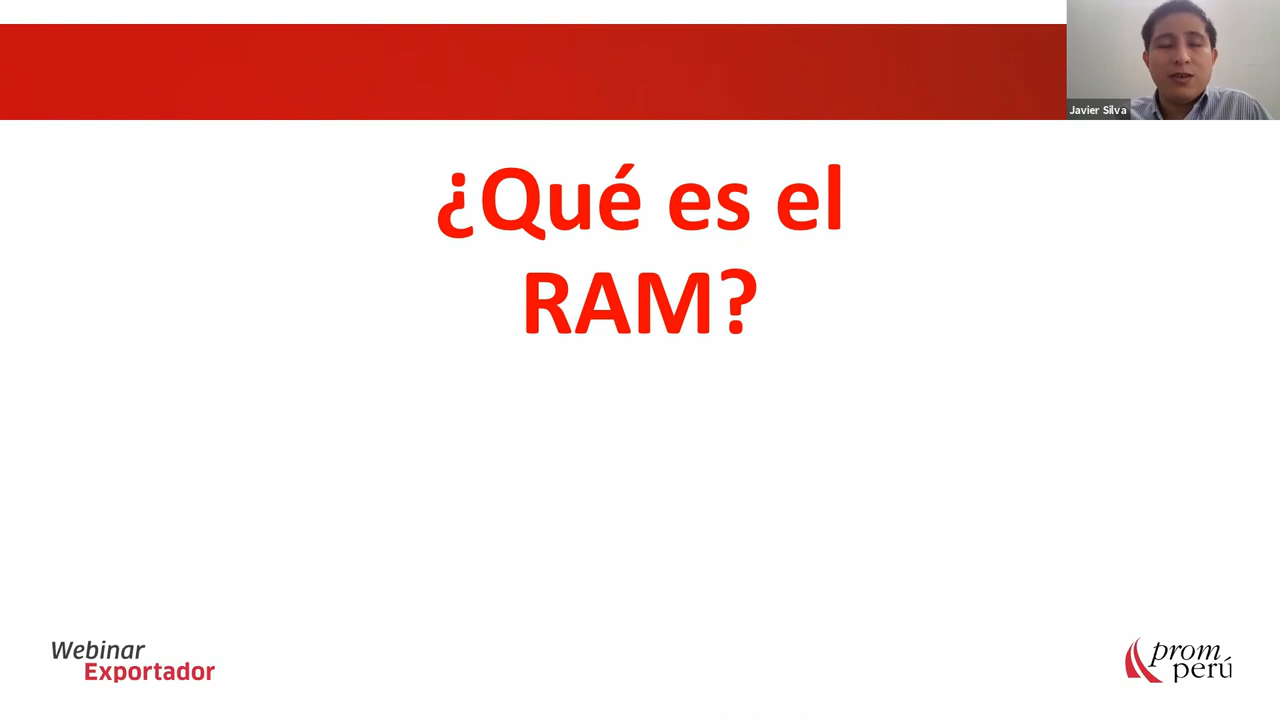 Javier Silva
¿Qué es el
RAM?
Webinar
Exportador
prom
perú